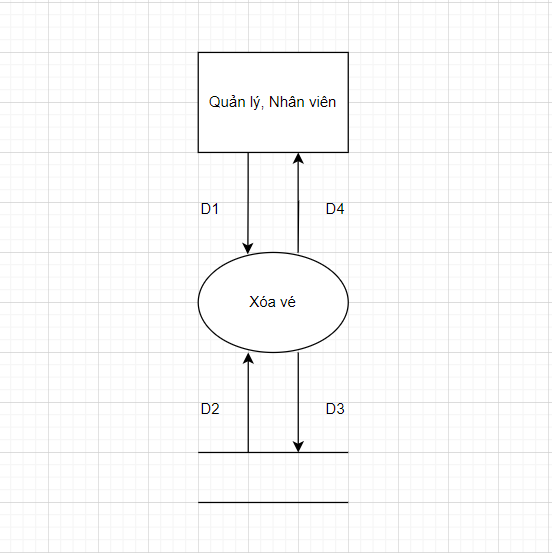 Quản lý, Nhân viên
D1
D4
Xóa vé
D2
D3